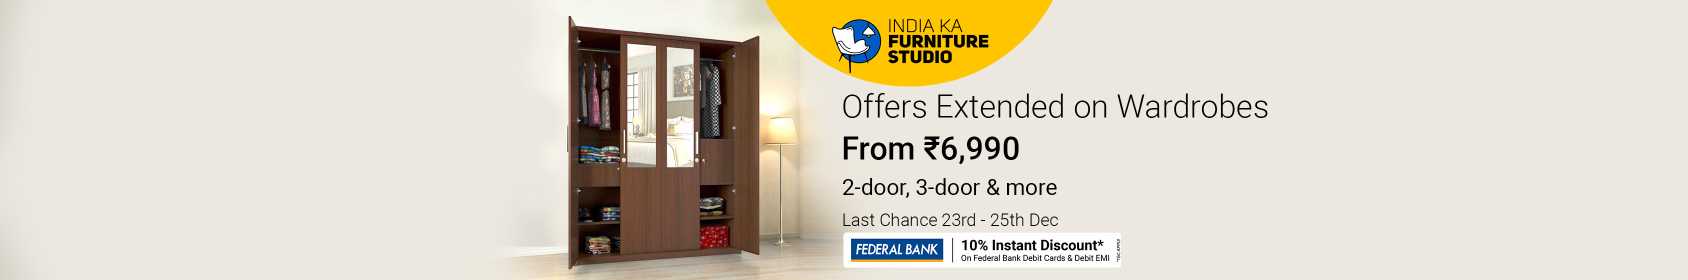 INDIA KA
FURNITURE
STUDIO
Offers Extended on Wardrobes
From ₹6,990
2-door, 3-door & more
Last Chance 23rd - 25th Dec
FEDERAL BANK
10% Instant Discount*
On Federal Bank Debit Cards & Debit EMI
*T&C APPLY